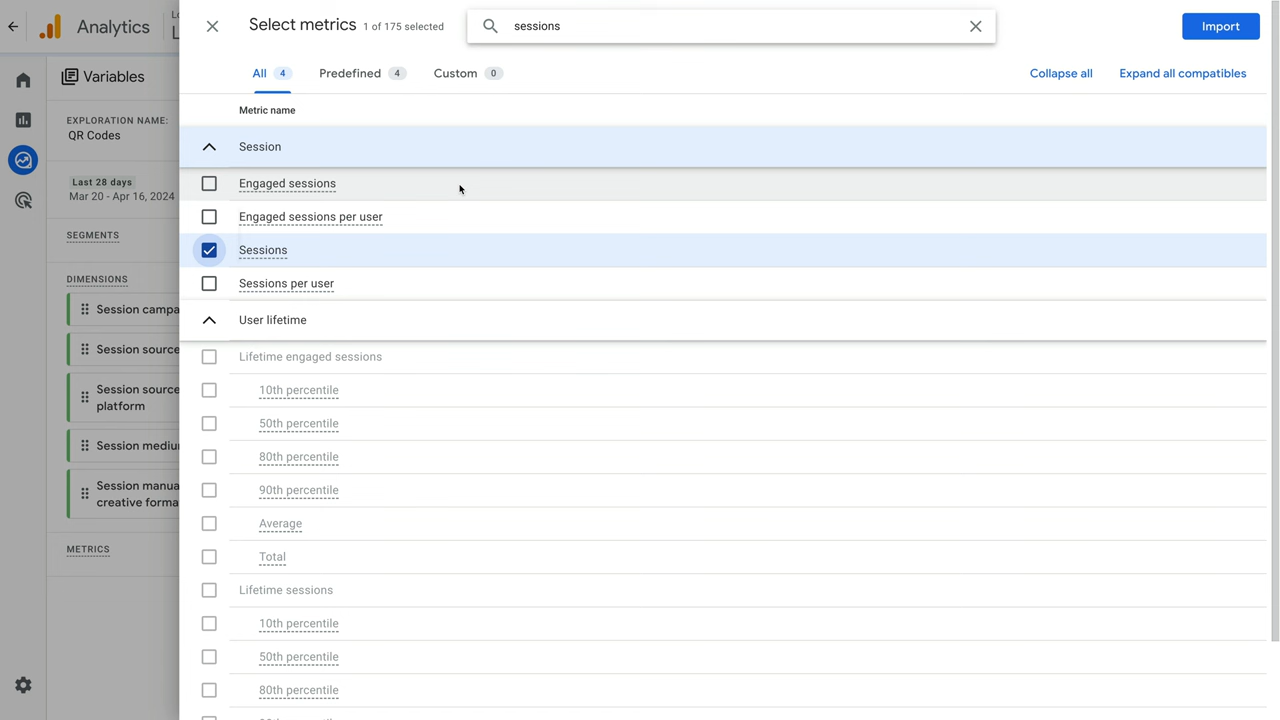 Select metrics 1 of 175 selected
sessions
Import
Analytics
All 4
Predefined 4
Custom 0
Collapse all
Expand all compatibles
Variables
Metric name
EXPLORATION NAME:
QR Codes
Session
Last 28 days
Mar 20 - Apr 16, 2024
Engaged sessions
Engaged sessions per user
SEGMENTS
Sessions
DIMENSIONS
Sessions per user
Session campa
User lifetime
Session source
Lifetime engaged sessions
Session source
platform
10th percentile
50th percentile
Session mediu
80th percentile
Session manua
creative forma
90th percentile
Average
METRICS
Total
Lifetime sessions
10th percentile
50th percentile
80th percentile